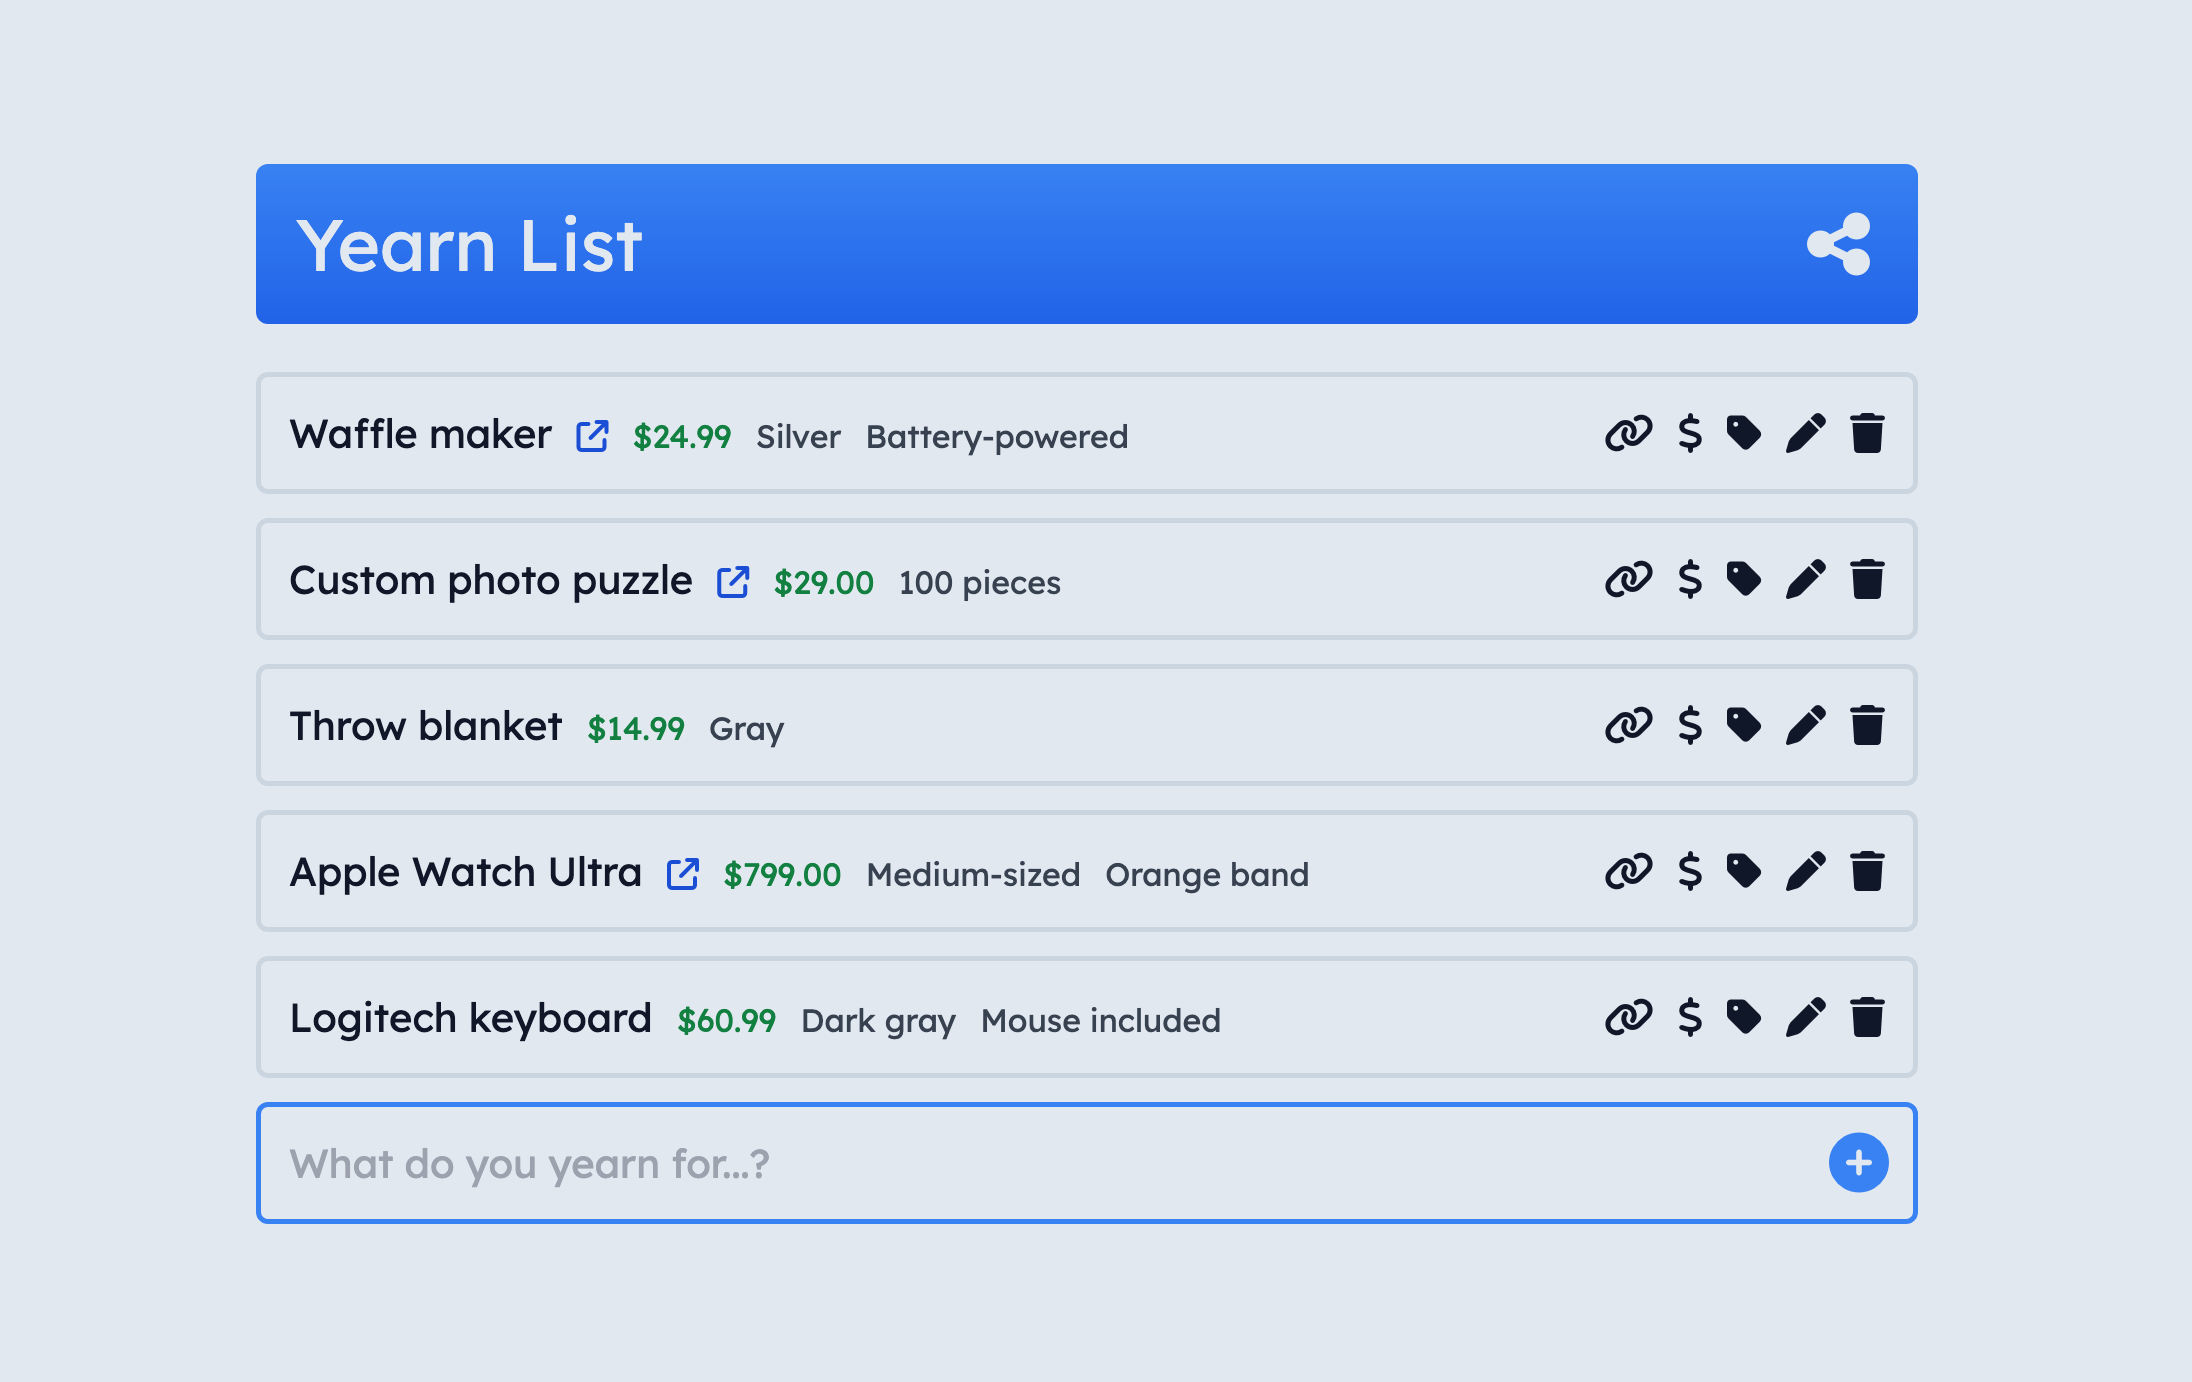 Yearn List
Waffle maker $24.99 Silver Battery-powered
Custom photo puzzle $29.00 100 pieces
Throw blanket $14.99 Gray
Apple Watch Ultra $799.00 Medium-sized Orange band
Logitech keyboard $60.99 Dark gray Mouse included
What do you yearn for...?